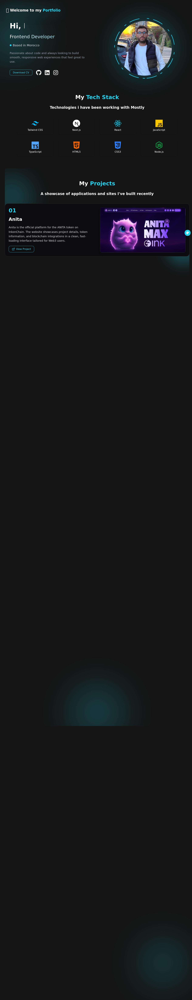 Welcome to my Portfolio
Hi,
Frontend Developer
Based in Morocco
Passionate about code and always looking to build
smooth, responsive web experiences that feel great to
use.
Download CV
My Tech Stack
Technologies i have been working with Mostly
Tailwind CSS
Next.js
React
JS
JavaScript
TS
TypeScript
HTML5
CSS3
Node.js
My Projects
A showcase of applications and sites I've built recently
01
Anita
Anita is the official platform for the ANITA token on
InkonChain. The website showcases project details, token
information, and blockchain integrations in a clean, fast-
loading interface tailored for Web3 users.
View Project
ANITA
MAX
INK